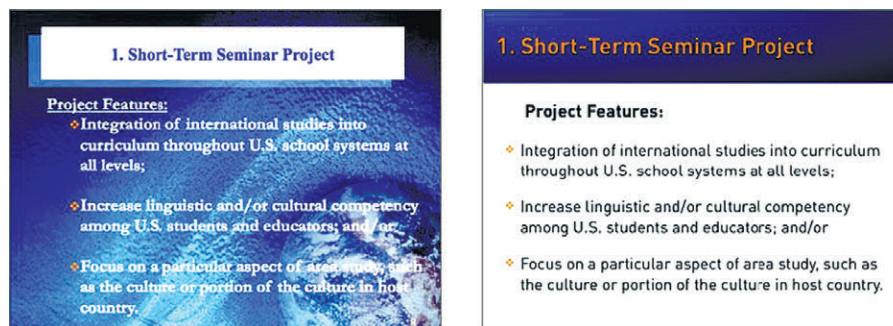 1. Short-Term Seminar Project
Project Features:
❖Integration of international studies into
curriculum throughout U.S. school systems at
all levels;
❖Increase linguistic and/or cultural competency
among U.S. students and educators; and/or
❖Focus on a particular aspect of area study, such
as the culture or portion of the culture in host
country.
1. Short-Term Seminar Project
Project Features:
❖ Integration of international studies into curriculum
throughout U.S. school systems at all levels;
❖ Increase linguistic and/or cultural competency
among U.S. students and educators; and/or
❖ Focus on a particular aspect of area study, such as
the culture or portion of the culture in host country.